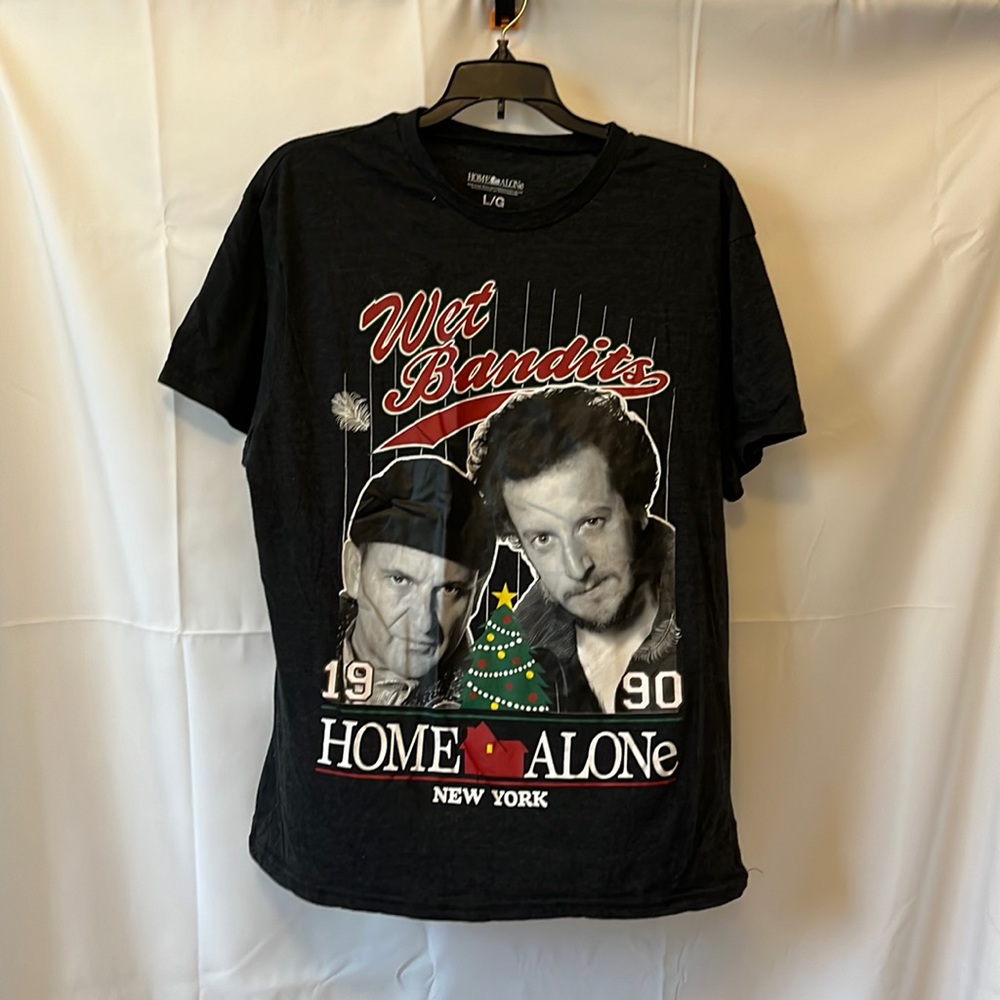 HOME ALONe
L/G
Wet
Bandits
19 90
HOME ALONe
NEW YORK